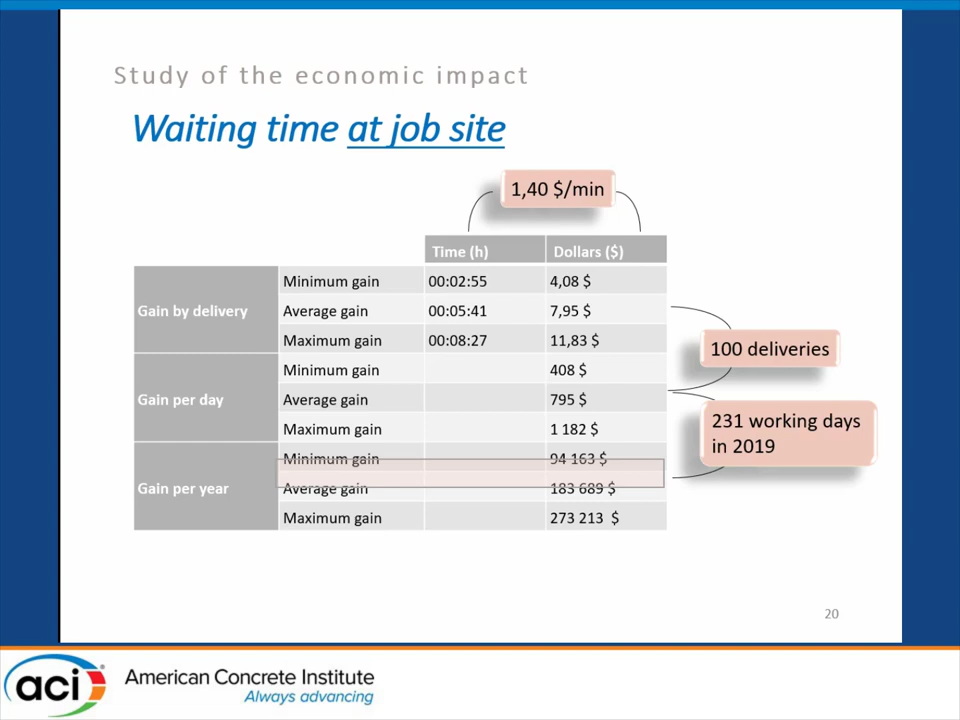 Study of the economic impact
Waiting time at job site
1,40 $/min
Time (h) Dollars ($)
Gain by delivery
Minimum gain 00:02:55 4,08 $
Average gain 00:05:41 7,95 $
Maximum gain 00:08:27 11,83 $
100 deliveries
Gain per day
Minimum gain 408 $
Average gain 795 $
Maximum gain 1 182 $
231 working days
in 2019
Gain per year
Minimum gain 94 163 $
Average gain 183 689 $
Maximum gain 273 213 $
20
aci American Concrete Institute
Always advancing